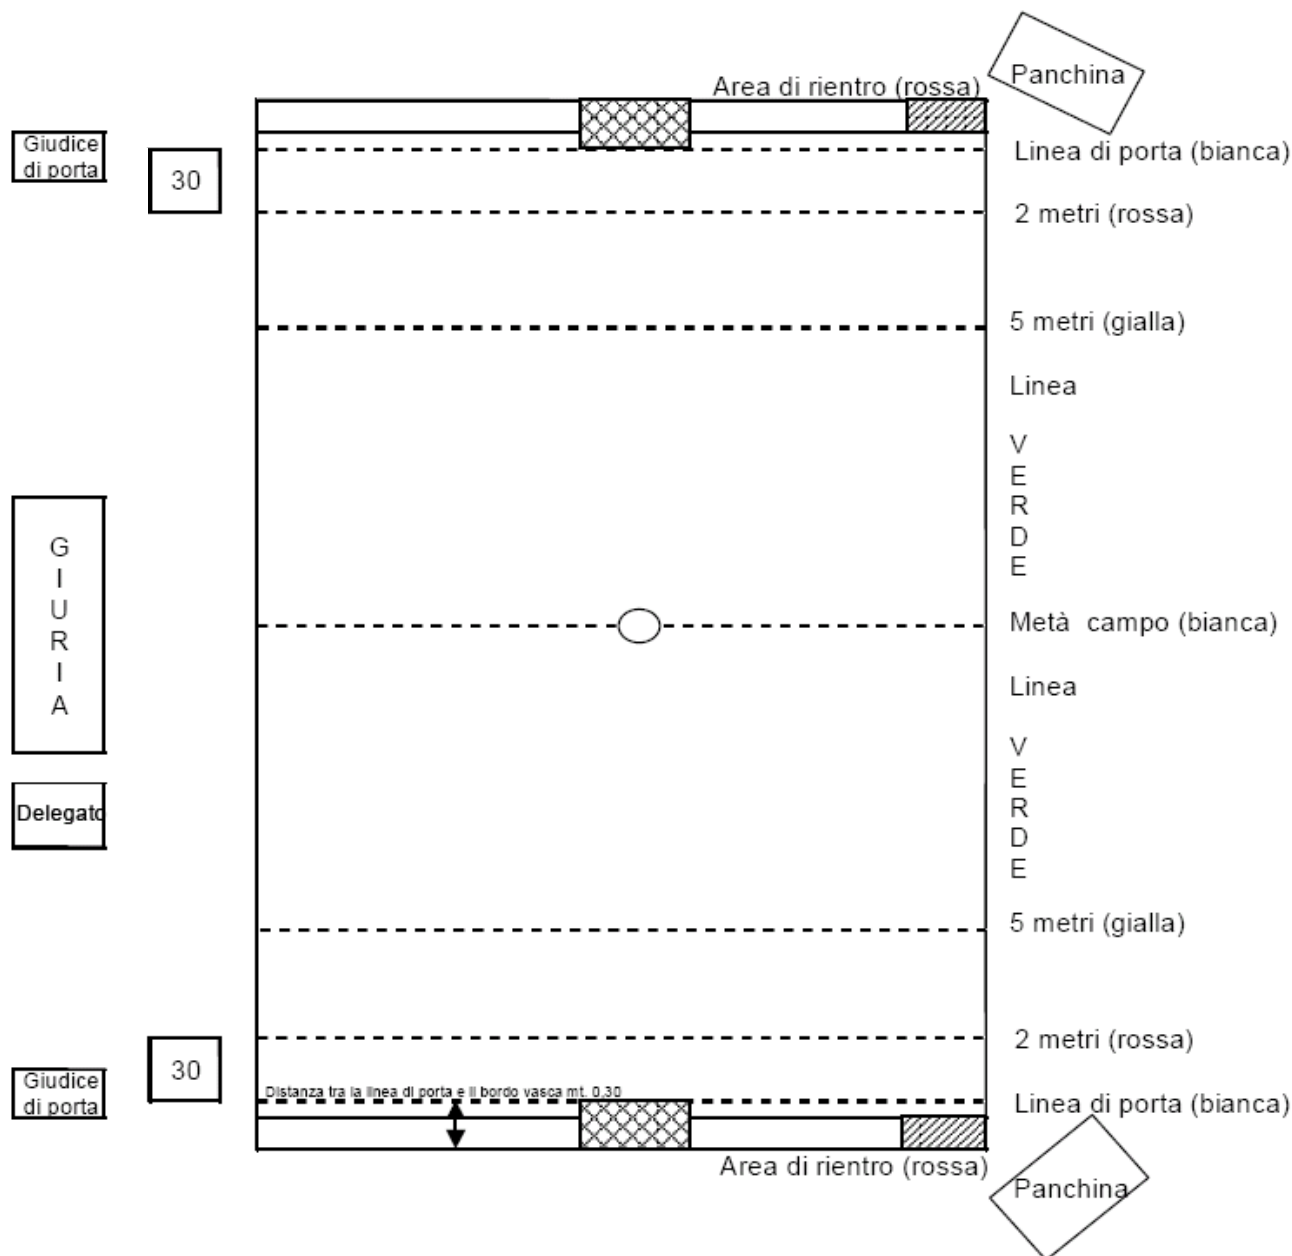 Panchina
Area di rientro (rossa)
Giudice
di porta
30
Linea di porta (bianca)
2 metri (rossa)
5 metri (gialla)
Linea
V
E
R
D
E
G
I
U
R
I
A
Metà campo (bianca)
Linea
V
E
R
D
E
Delegato
5 metri (gialla)
2 metri (rossa)
Giudice
di porta
30
Distanza tra la linea di porta e il bordo vasca mt. 0,30
Linea di porta (bianca)
Area di rientro (rossa)
Panchina